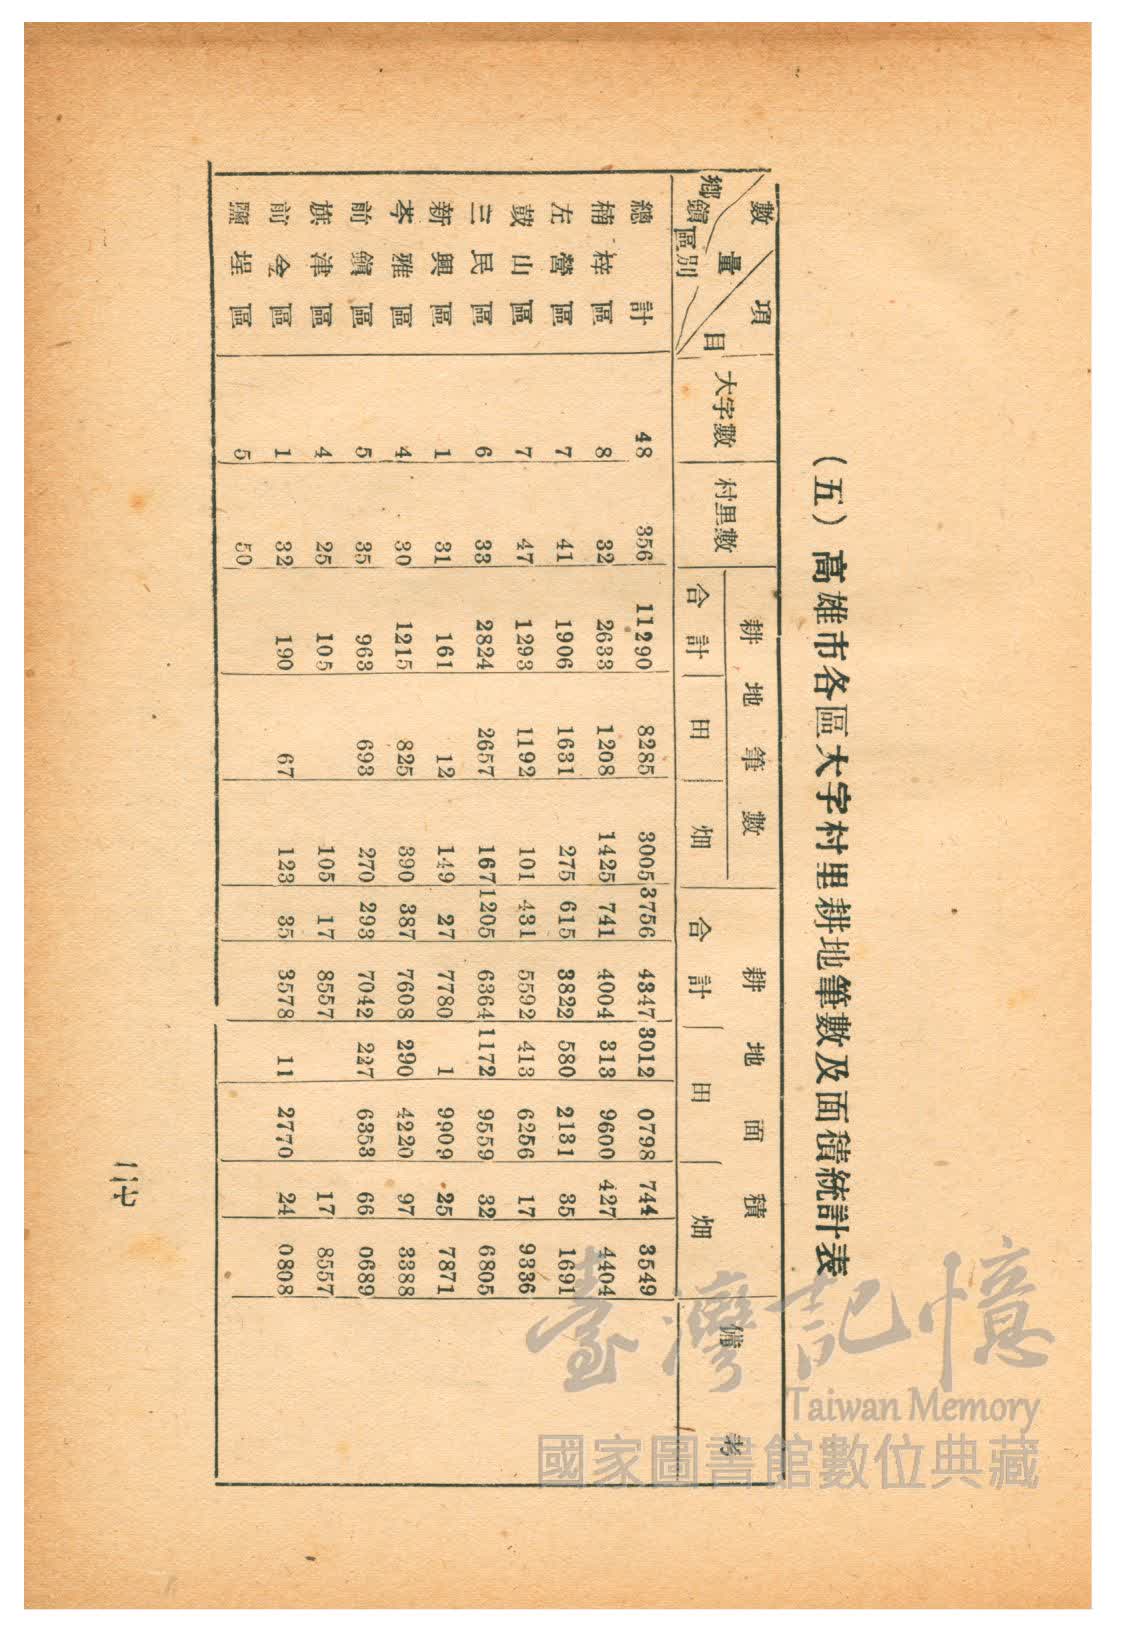 (五)高雄市各區大字村里耕地筆數及面積統計表
數量 項目 鄉鎮區別 大字數 村里數 耕地筆數 耕地面積 備考
合計 田 畑 合計 田 畑
總計 48 356 11290 8285 3005 3756 4347 3012 0798 744 3549
楠梓區 8 32 2633 1208 1425 741 4004 313 9600 427 4404
左營區 7 41 1906 1631 275 615 3822 580 2131 35 1691
鼓山區 7 47 1293 1192 101 431 5592 413 6256 17 9336
三民區 6 33 2824 2657 167 1205 6364 1172 9559 32 6805
新興區 1 31 161 12 149 27 7780 1 9909 25 7871
苓雅區 4 30 1215 825 390 387 7608 290 4220 97 3388
前鎮區 5 35 963 693 270 293 7042 227 6353 66 0689
旗津區 4 25 105 105 17 8557 17 8557
前金區 1 32 190 67 123 35 3578 11 2770 24 0808
鹽埕區 5 50
臺灣記憶
Taiwan Memory
國家圖書館數位典藏